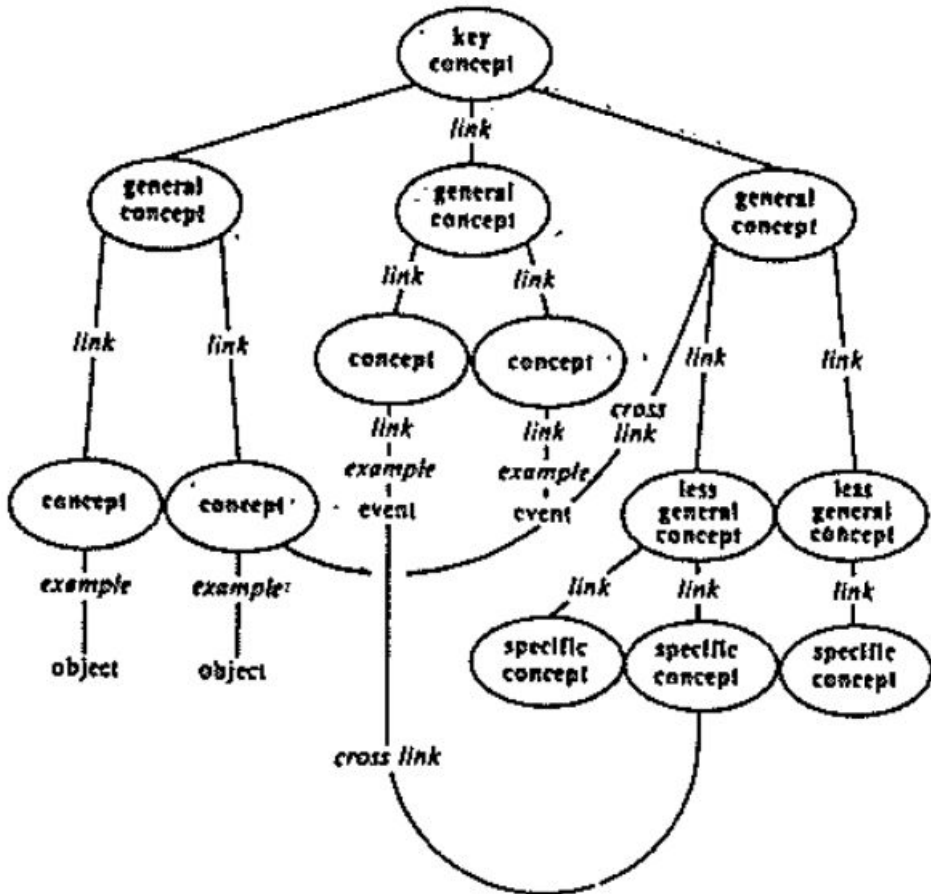 key
concept
link
general
concept
general
concept
general
concept
link
link
link
link
link
link
concept
concept
cross
link
link
link
example
example
event
event
concept
concept
less
general
concept
less
general
concept
example
example
link
link
link
object
object
specific
concept
specific
concept
specific
concept
cross link